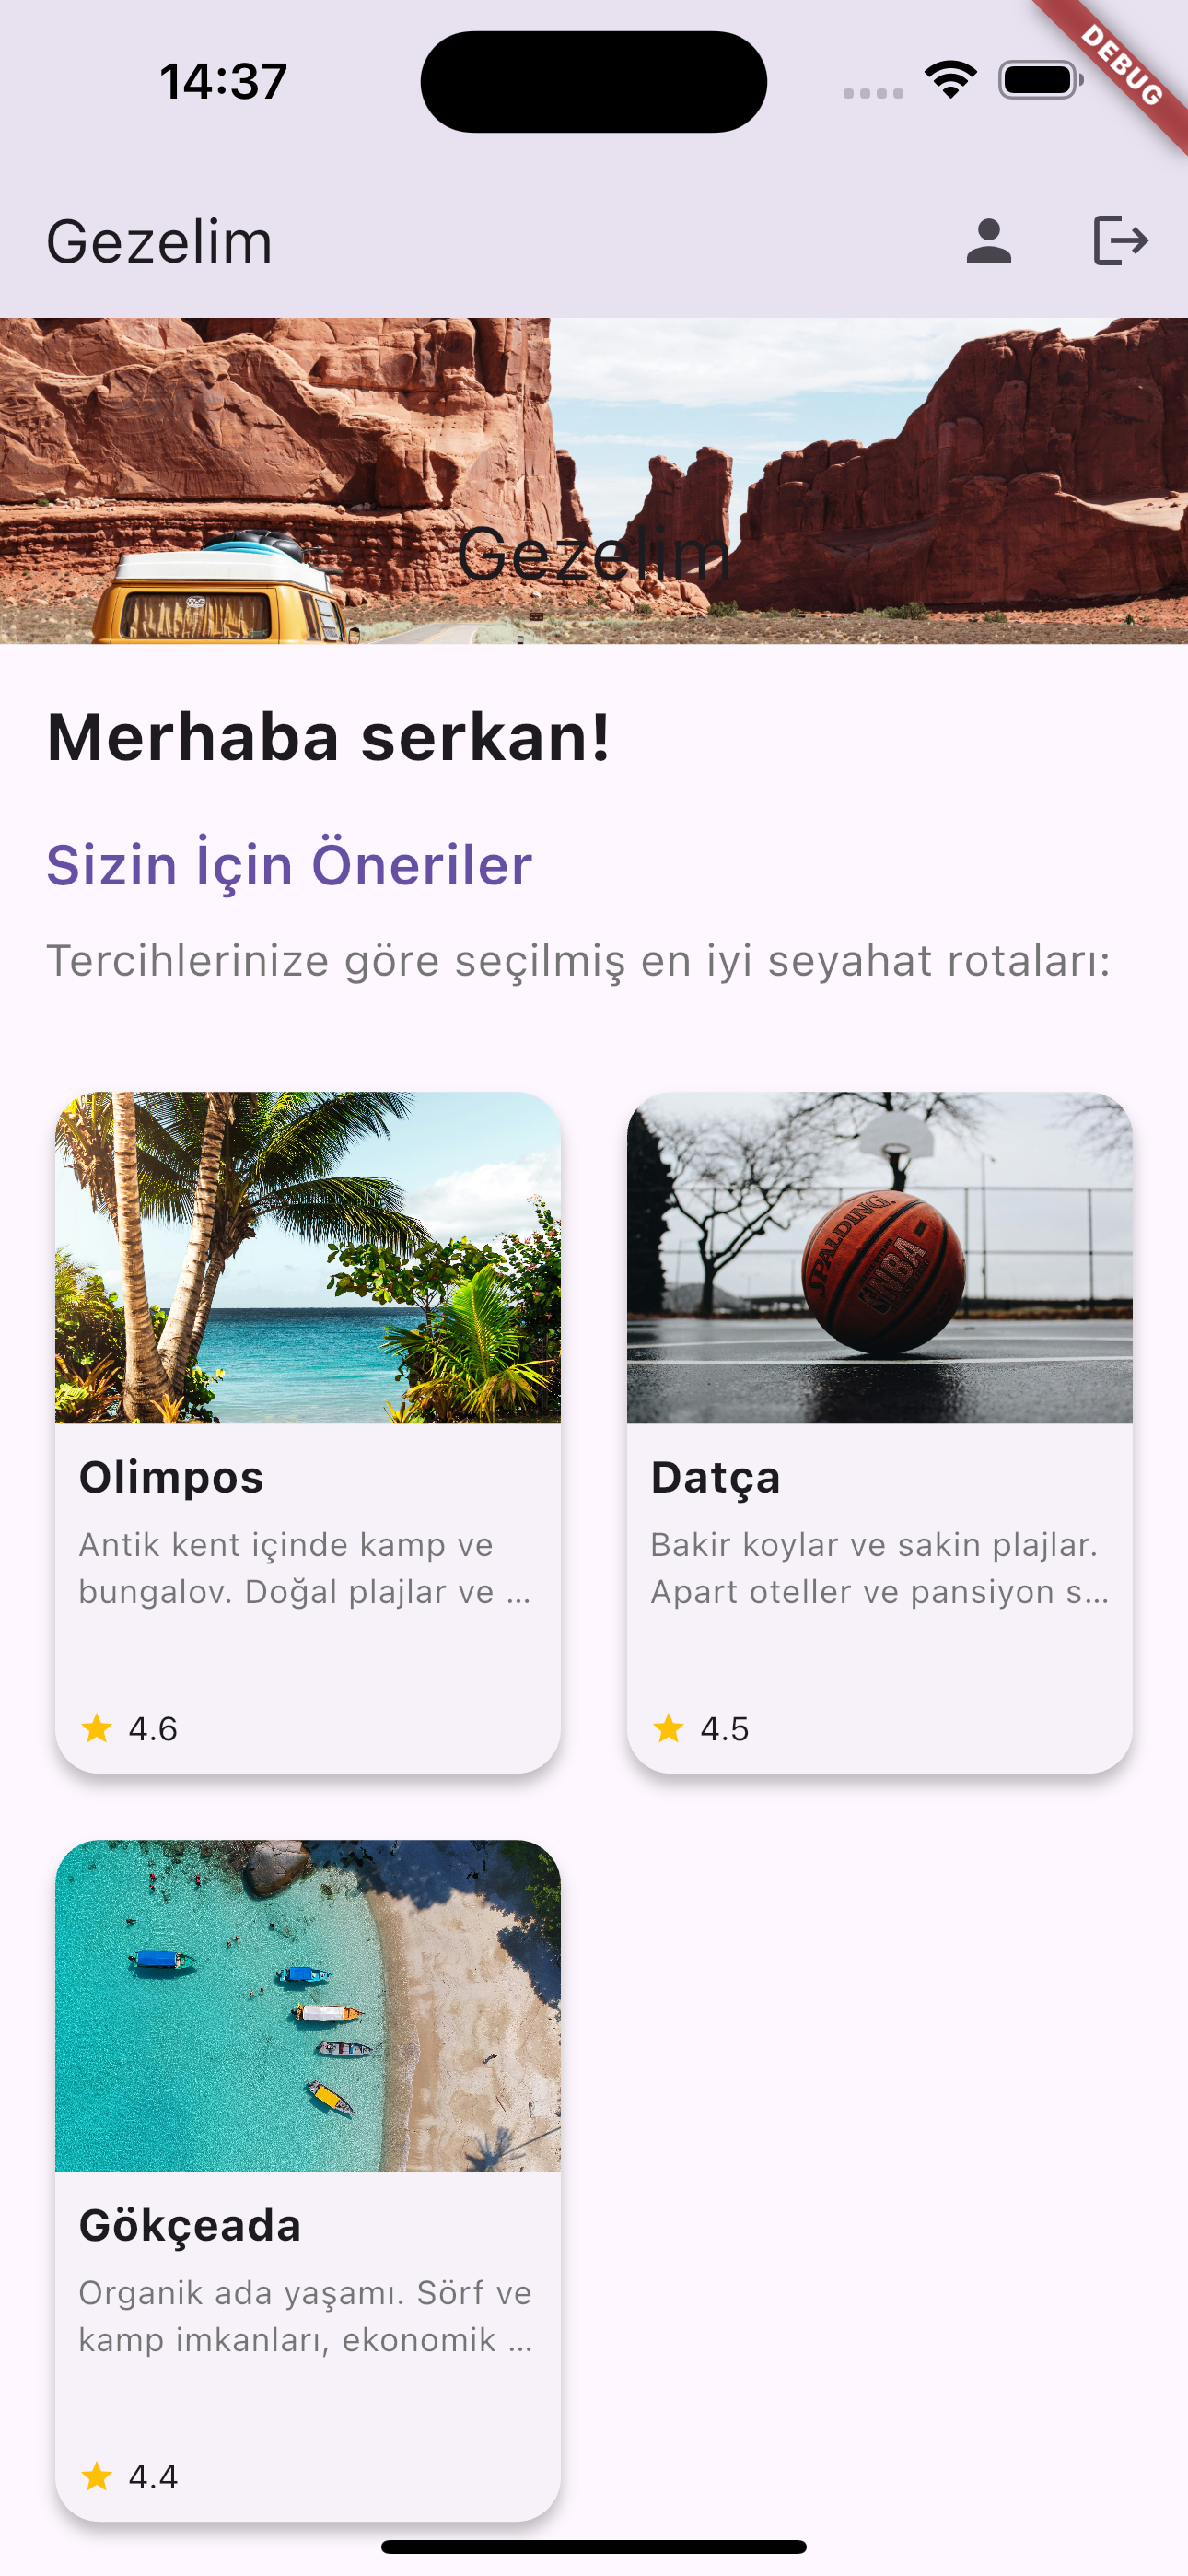 14:37
DEBUG
Gezelim
Gezelim
Merhaba serkan!
Sizin İçin Öneriler
Tercihlerinize göre seçilmiş en iyi seyahat rotaları:
SPALDING.
NBA
Olimpos
Datça
Antik kent içinde kamp ve
bungalov. Doğal plajlar ve ...
Bakir koylar ve sakin plajlar.
Apart oteller ve pansiyon s...
4.6
4.5
Gökçeada
Organik ada yaşamı. Sörf ve
kamp imkanları, ekonomik ...
4.4